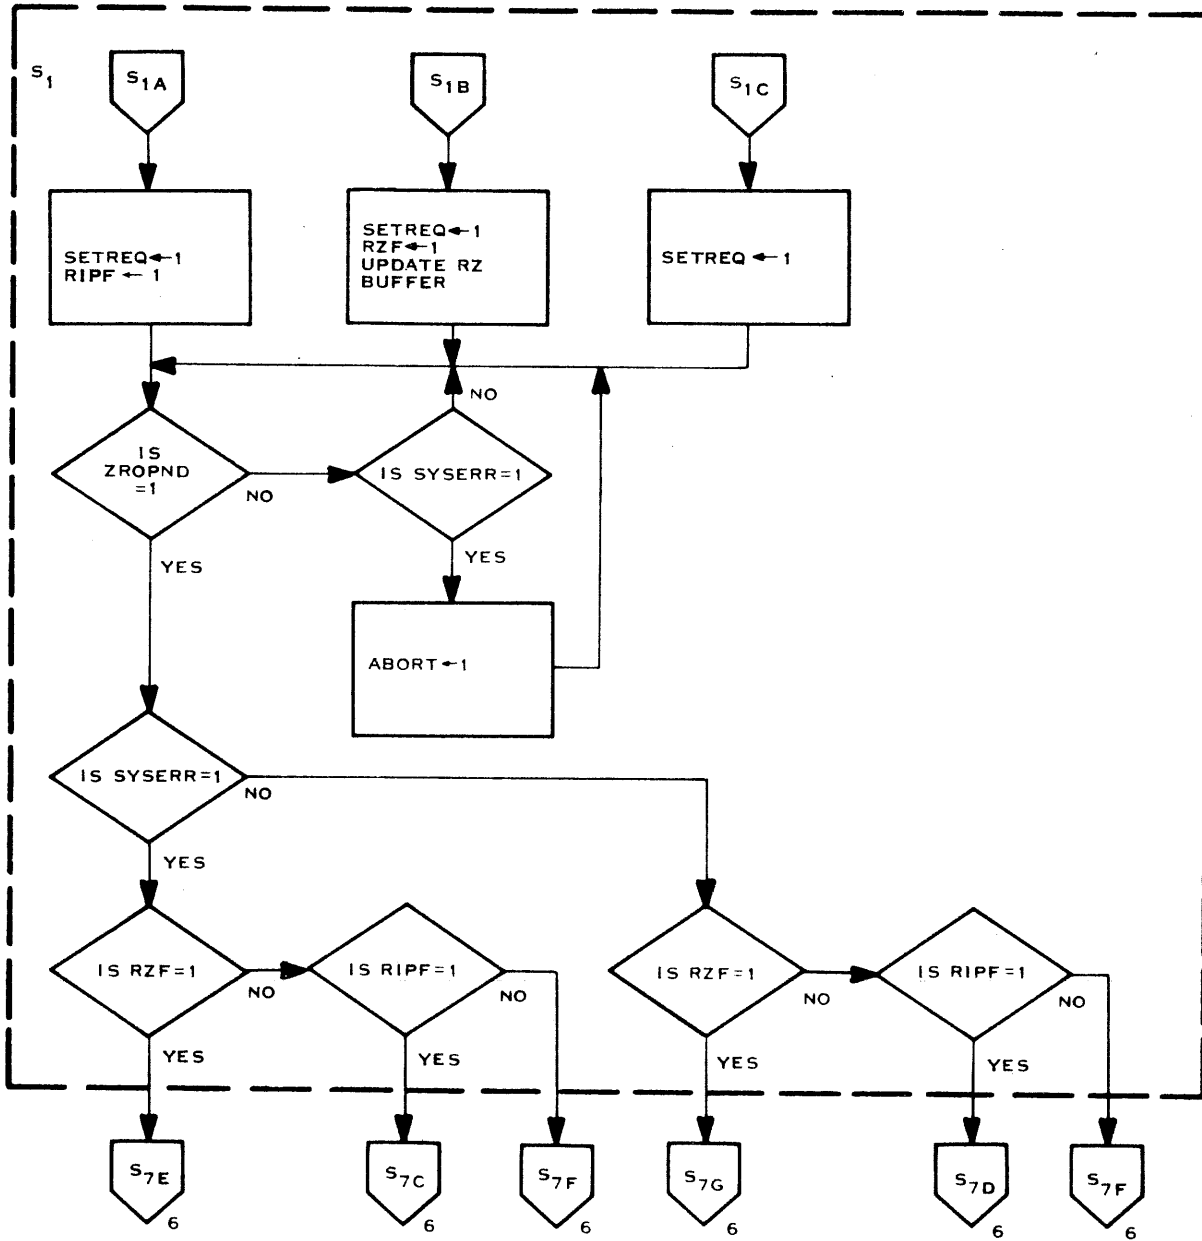 S1
S1A
S1B
S1C
SETREQ←1
RIPF ← 1
SETREQ←1
RZF←1
UPDATE RZ
BUFFER
SETREQ ← 1
NO
IS
ZROPND
=1
NO
IS SYSERR=1
YES
YES
ABORT←1
IS SYSERR=1
NO
YES
IS RZF=1
NO
IS RIPF=1
NO
IS RZF=1
NO
IS RIPF=1
NO
YES
YES
YES
YES
S7E
6
S7C
6
S7F
6
S7G
6
S7D
6
S7F
6